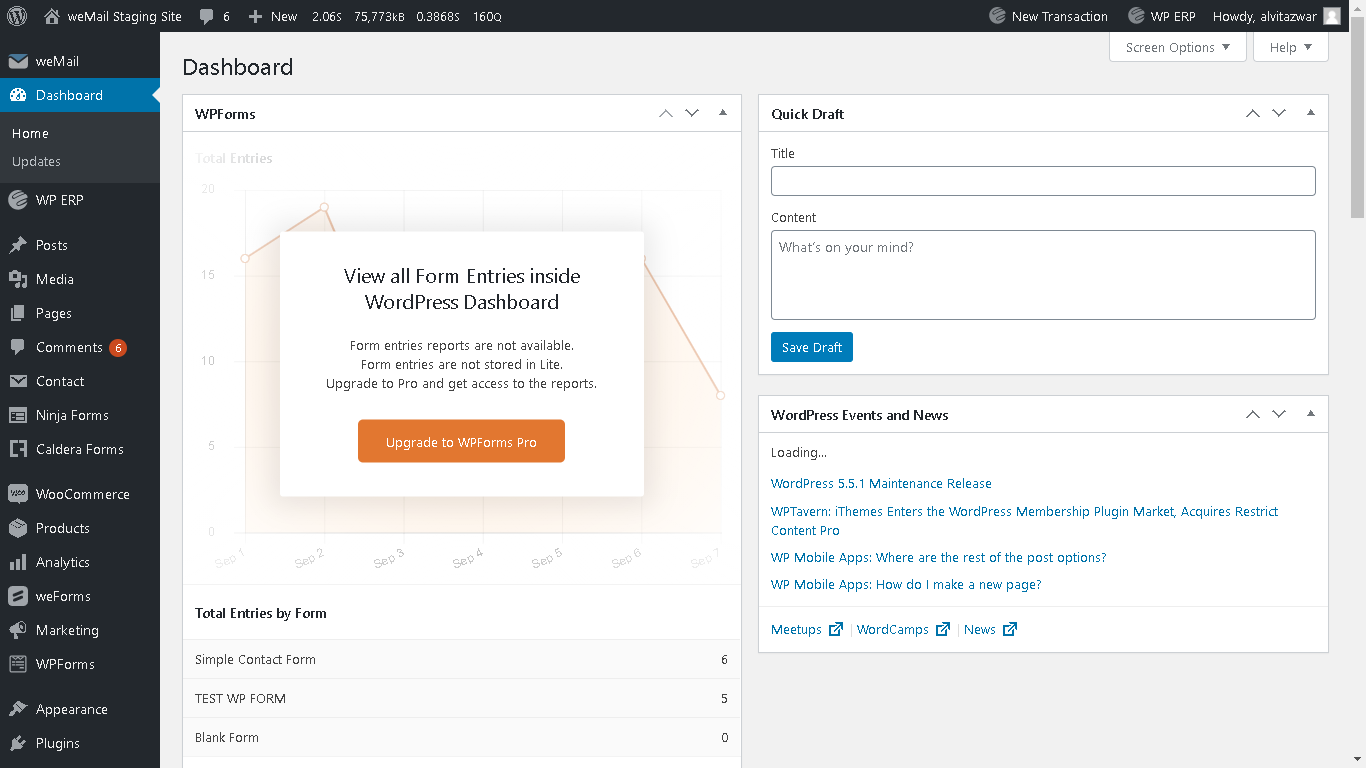 weMail Staging Site
6
New
2.06s
75,773kB
0.3868s
160Q
New Transaction
WP ERP
Howdy, alvitazwar
weMail
Dashboard
Home
Updates
WP ERP
Posts
Media
Pages
Comments 6
Contact
Ninja Forms
Caldera Forms
WooCommerce
Products
Analytics
weForms
Marketing
WPForms
Appearance
Plugins
Screen Options
Help
Dashboard
WPForms
Total Entries
20
15
10
5
0
Sep 1
Sep 2
Sep 3
Sep 4
Sep 5
Sep 6
Sep 7
View all Form Entries inside
WordPress Dashboard
Form entries reports are not available.
Form entries are not stored in Lite.
Upgrade to Pro and get access to the reports.
Upgrade to WPForms Pro
Total Entries by Form
Simple Contact Form 6
TEST WP FORM 5
Blank Form 0
Quick Draft
Title
Content
What's on your mind?
Save Draft
WordPress Events and News
Loading...
WordPress 5.5.1 Maintenance Release
WPTavern: iThemes Enters the WordPress Membership Plugin Market, Acquires Restrict
Content Pro
WP Mobile Apps: Where are the rest of the post options?
WP Mobile Apps: How do I make a new page?
Meetups | WordCamps | News